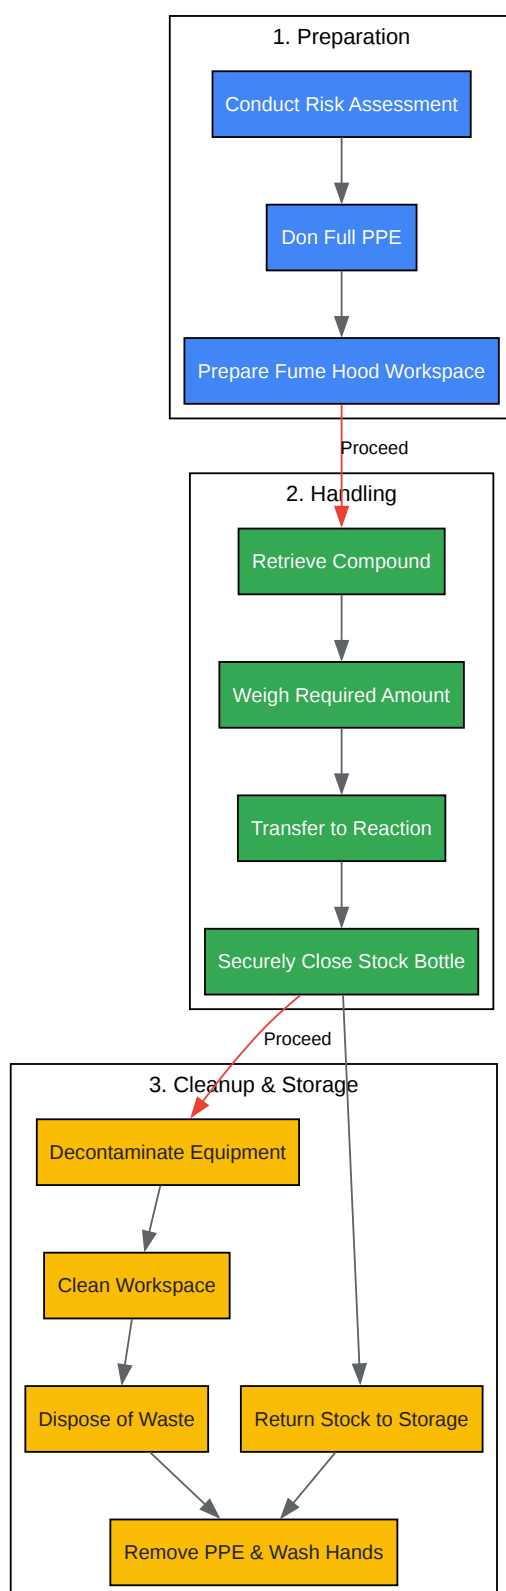 1. Preparation
Conduct Risk Assessment
Don Full PPE
Prepare Fume Hood Workspace
Proceed
2. Handling
Retrieve Compound
Weigh Required Amount
Transfer to Reaction
Securely Close Stock Bottle
Proceed
3. Cleanup & Storage
Decontaminate Equipment
Clean Workspace
Dispose of Waste
Return Stock to Storage
Remove PPE & Wash Hands